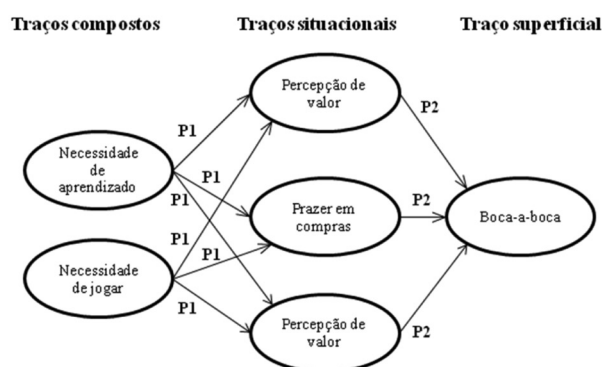 Traços compostos
Traços situacionais
Traço superficial
Percepção de
valor
P1
P2
Necessidade
de
aprendizado
P1
P1
Prazer em
compras
P2
Boca-a-boca
P1
P1
Necessidade
de jogar
P1
Percepção de
valor
P2